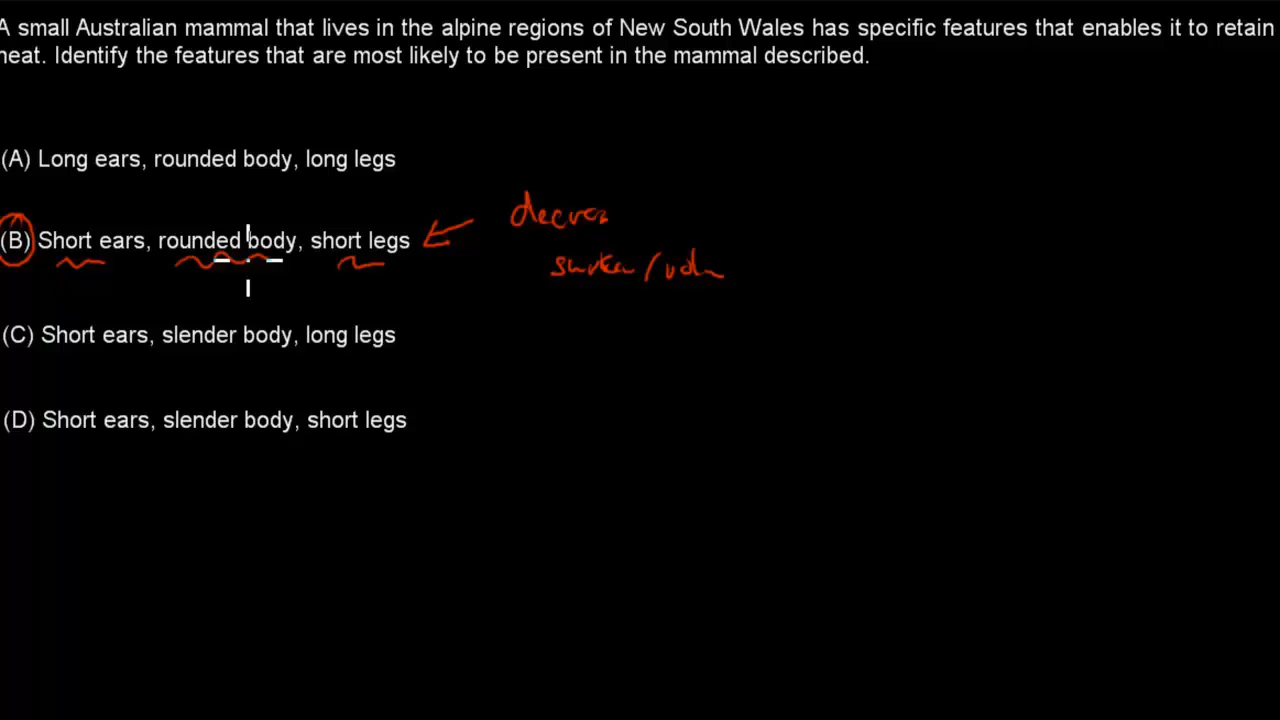 A small Australian mammal that lives in the alpine regions of New South Wales has specific features that enables it to retain
heat. Identify the features that are most likely to be present in the mammal described.
(A) Long ears, rounded body, long legs
decrea
(B) Short ears, rounded body, short legs
(C) Short ears, slender body, long legs
(D) Short ears, slender body, short legs